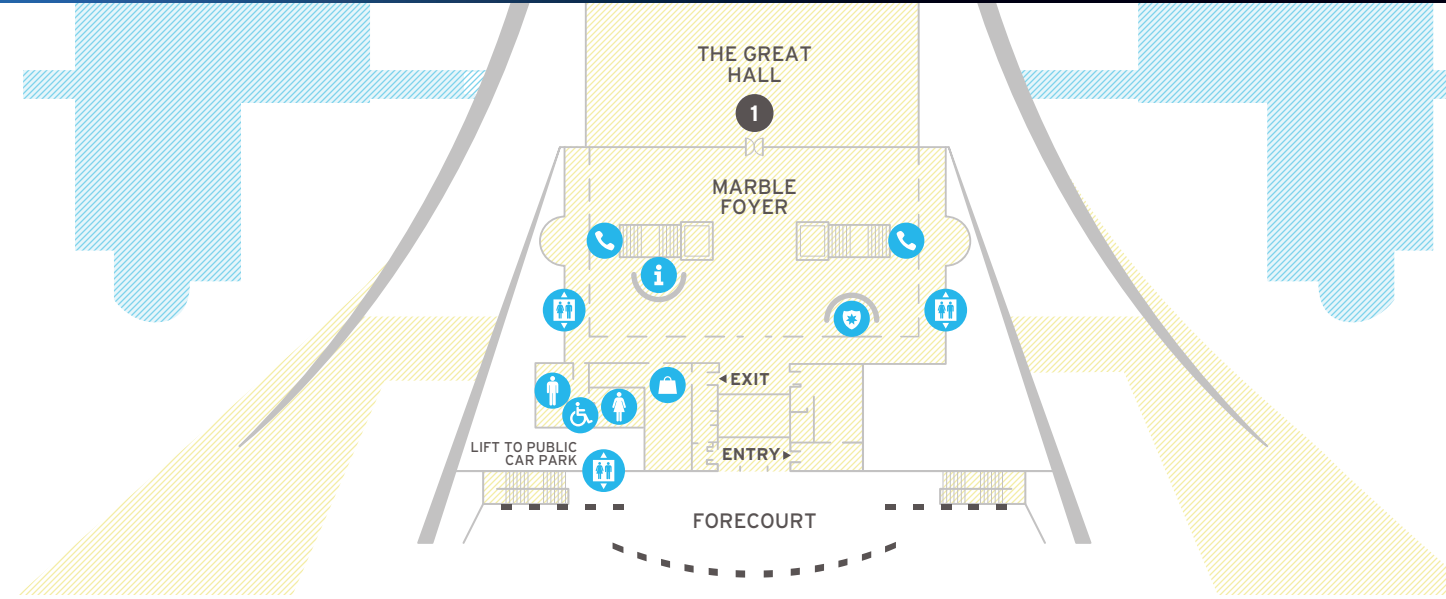 THE GREAT
HALL
1
MARBLE
FOYER
i
EXIT
LIFT TO PUBLIC
CAR PARK
ENTRY
FORECOURT